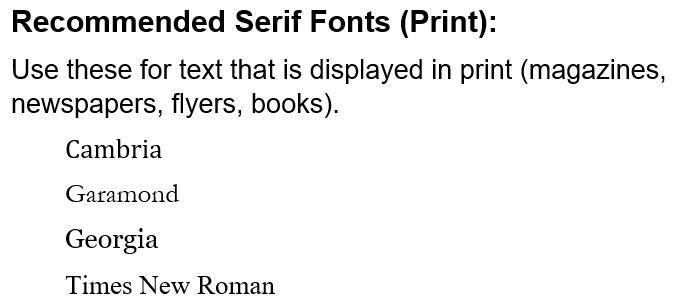 Recommended Serif Fonts (Print):
Use these for text that is displayed in print (magazines,
newspapers, flyers, books).
Cambria
Garamond
Georgia
Times New Roman